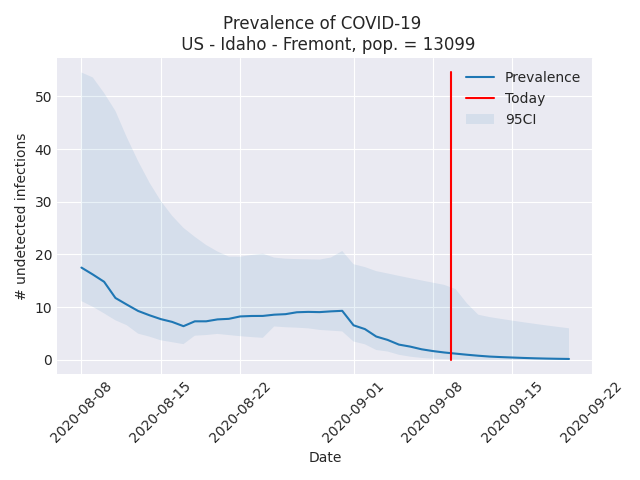 Prevalence of COVID-19
US - Idaho - Fremont, pop. = 13099
Prevalence
Today
95CI
# undetected infections
50
40
30
20
10
0
2020-08-08
2020-08-15
2020-08-22
2020-09-01
2020-09-08
2020-09-15
2020-09-22
Date